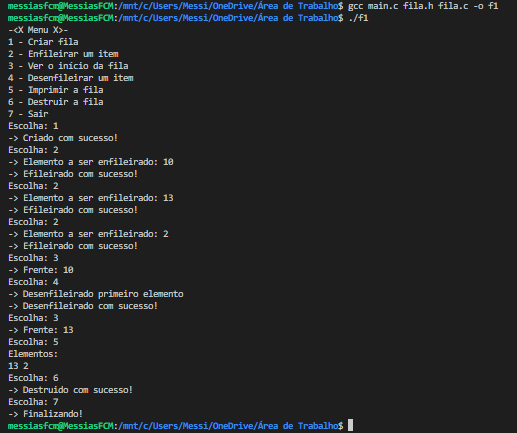 messiasfcm@MessiasFCM:/mnt/c/Users/Messi/OneDrive/Área de Trabalho$ gcc main.c fila.h fila.c -o f1
messiasfcm@MessiasFCM:/mnt/c/Users/Messi/OneDrive/Área de Trabalho$ ./f1
-<X Menu X>-
1 - Criar fila
2 - Enfileirar um item
3 - Ver o início da fila
4 - Desenfileirar um item
5 - Imprimir a fila
6 - Destruir a fila
7 - Sair
Escolha: 1
-> Criado com sucesso!
Escolha: 2
-> Elemento a ser enfileirado: 10
-> Efileirado com sucesso!
Escolha: 2
-> Elemento a ser enfileirado: 13
-> Efileirado com sucesso!
Escolha: 2
-> Elemento a ser enfileirado: 2
-> Efileirado com sucesso!
Escolha: 3
-> Frente: 10
Escolha: 4
-> Desenfileirado primeiro elemento
-> Desenfileirado com sucesso!
Escolha: 3
-> Frente: 13
Escolha: 5
Elementos:
13 2
Escolha: 6
-> Destruido com sucesso!
Escolha: 7
-> Finalizando!
messiasfcm@MessiasFCM:/mnt/c/Users/Messi/OneDrive/Área de Trabalho$